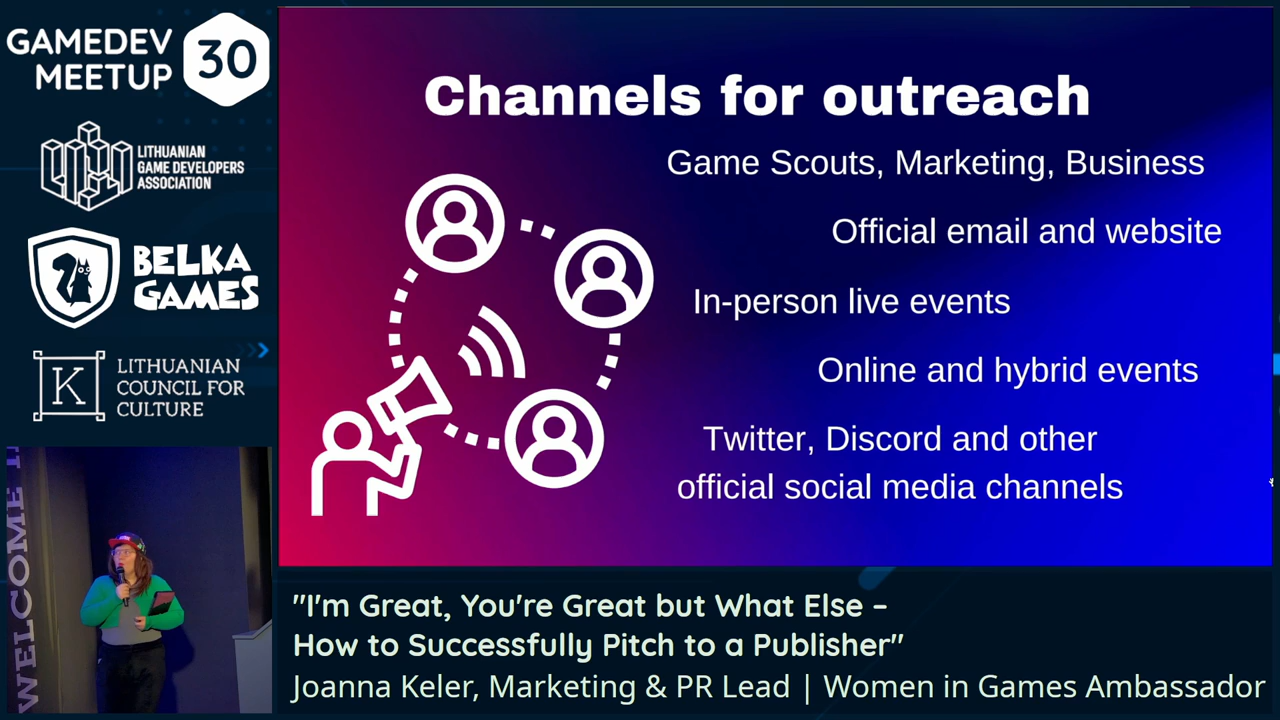 GAMEDEV
MEETUP
30
LITHUANIAN
GAME DEVELOPERS
ASSOCIATION
BELKA
GAMES
K
LITHUANIAN
COUNCIL FOR
CULTURE
WELCOME
Channels for outreach
Game Scouts, Marketing, Business
Official email and website
In-person live events
Online and hybrid events
Twitter, Discord and other
official social media channels
"I'm Great, You're Great but What Else –
How to Successfully Pitch to a Publisher"
Joanna Keler, Marketing & PR Lead | Women in Games Ambassador